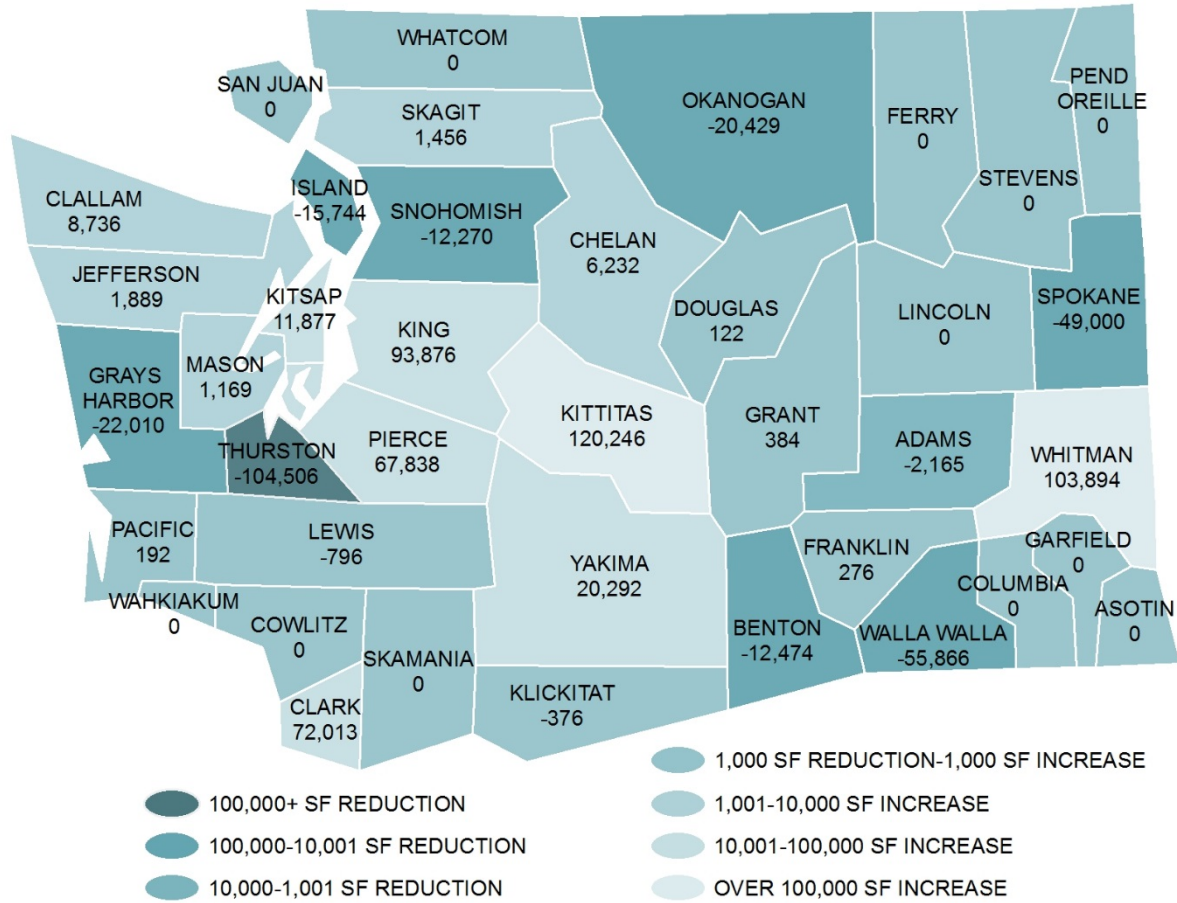 WHATCOM
0
SAN JUAN
0
SKAGIT
1,456
OKANOGAN
-20,429
FERRY
0
STEVENS
0
PEND
OREILLE
0
CLALLAM
8,736
ISLAND
-15,744
SNOHOMISH
-12,270
CHELAN
6,232
JEFFERSON
1,889
KITSAP
11,877
KING
93,876
DOUGLAS
122
LINCOLN
0
SPOKANE
-49,000
GRAYS
HARBOR
-22,010
MASON
1,169
KITTITAS
120,246
GRANT
384
ADAMS
-2,165
WHITMAN
103,894
THURSTON
-104,506
PIERCE
67,838
PACIFIC
192
LEWIS
-796
YAKIMA
20,292
FRANKLIN
276
GARFIELD
0
COLUMBIA
0
ASOTIN
0
WAHKIAKUM
0
COWLITZ
0
SKAMANIA
0
BENTON
-12,474
WALLA WALLA
-55,866
KLICKITAT
-376
CLARK
72,013
100,000+ SF REDUCTION
100,000-10,001 SF REDUCTION
10,000-1,001 SF REDUCTION
1,000 SF REDUCTION-1,000 SF INCREASE
1,001-10,000 SF INCREASE
10,001-100,000 SF INCREASE
OVER 100,000 SF INCREASE